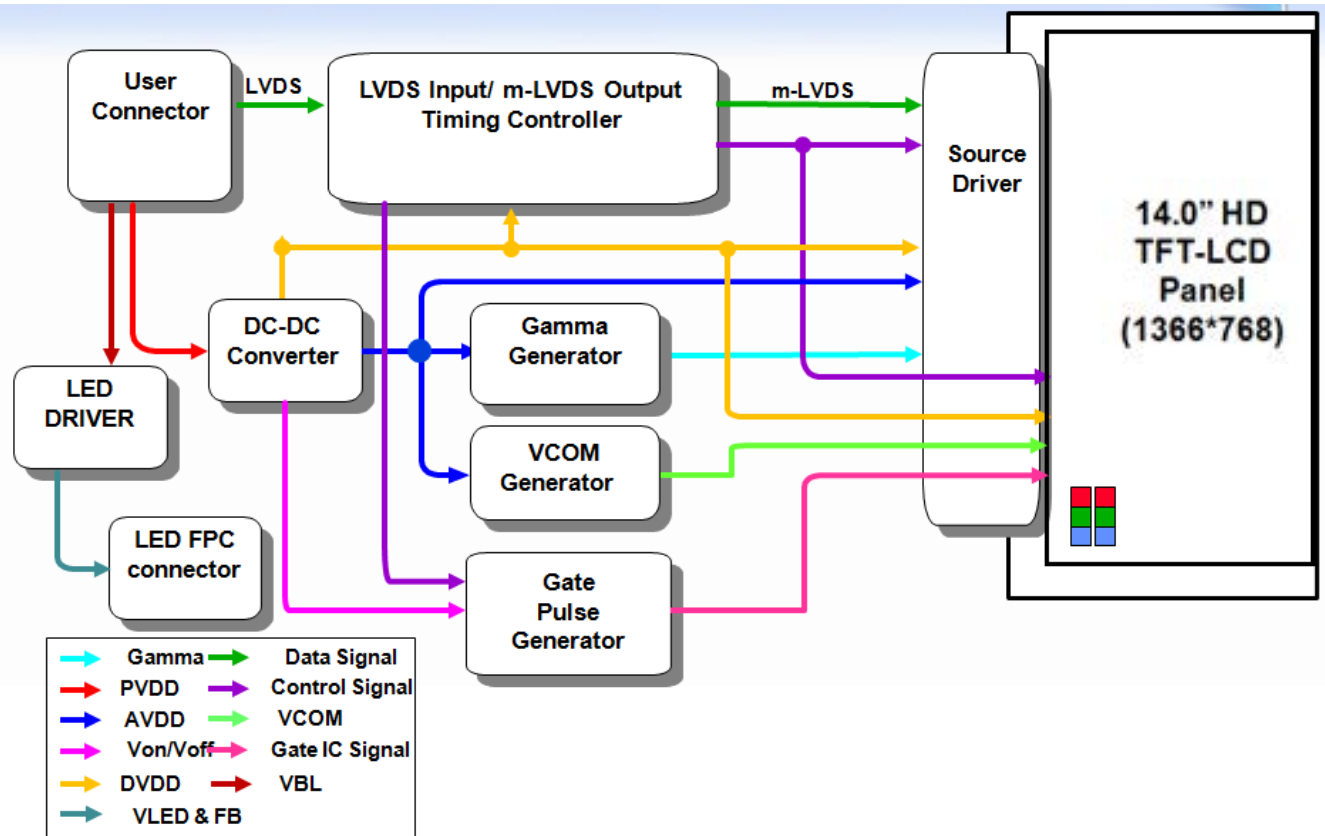 User
Connector
LVDS
LVDS Input/ m-LVDS Output
Timing Controller
m-LVDS
Source
Driver
14.0” HD
TFT-LCD
Panel
(1366*768)
DC-DC
Converter
Gamma
Generator
LED
DRIVER
VCOM
Generator
LED FPC
connector
Gate
Pulse
Generator
Gamma
Data Signal
PVDD
Control Signal
AVDD
VCOM
Von/Voff
Gate IC Signal
DVDD
VBL
VLED & FB